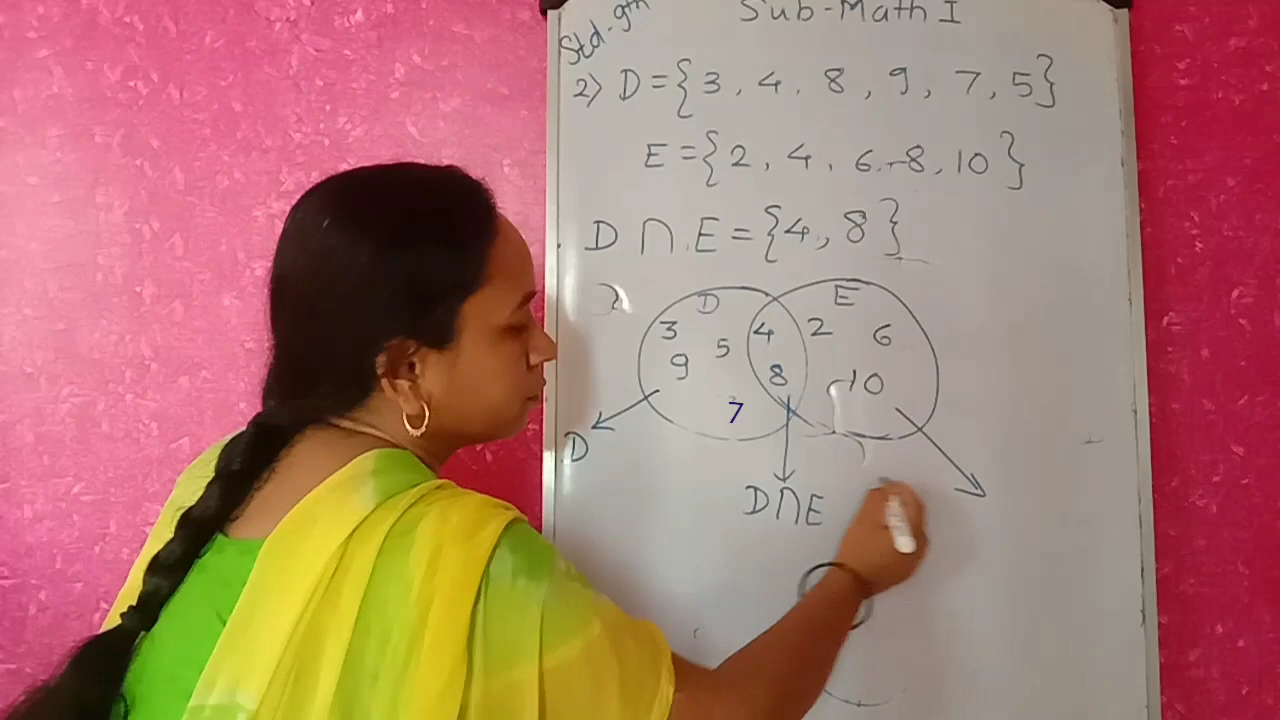 Std-9th Sub-Math I
2) D = {3, 4, 8, 9, 7, 5}
E = {2, 4, 6, 8, 10}
D ∩ E = {4, 8}
D E
3 4 2 6
9 5 8 10
7
D
D∩E